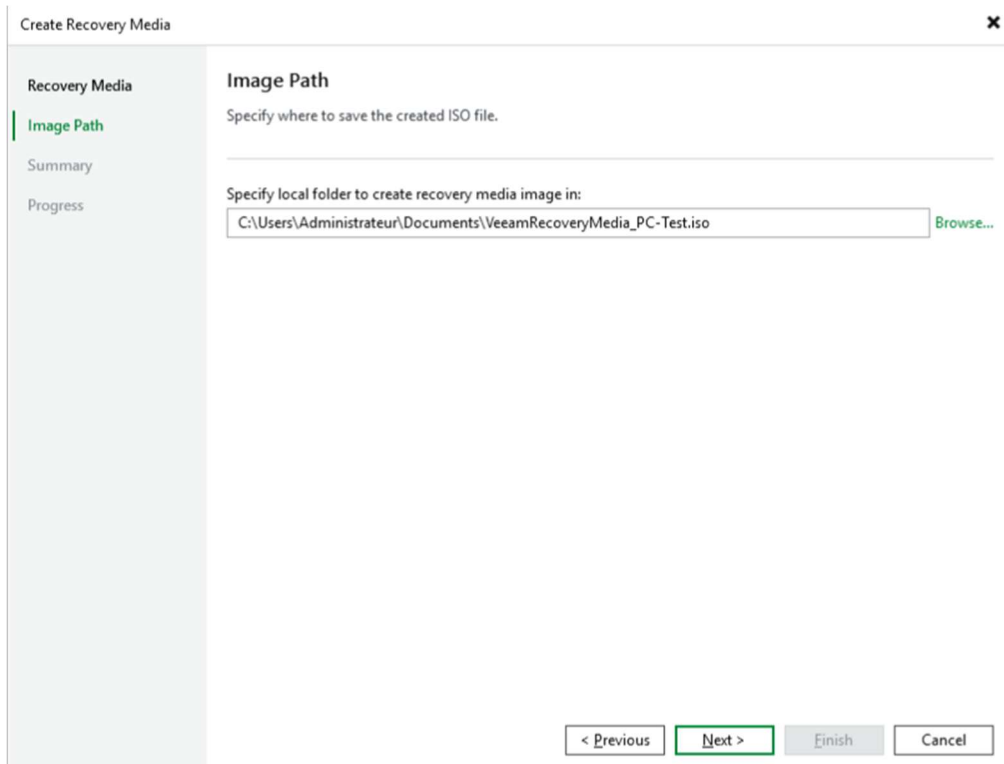 Create Recovery Media
Recovery Media
Image Path
Summary
Progress
Image Path
Specify where to save the created ISO file.
Specify local folder to create recovery media image in:
C:\Users\Administrateur\Documents\VeeamRecoveryMedia_PC-Test.iso
Browse...
< Previous
Next >
Finish
Cancel